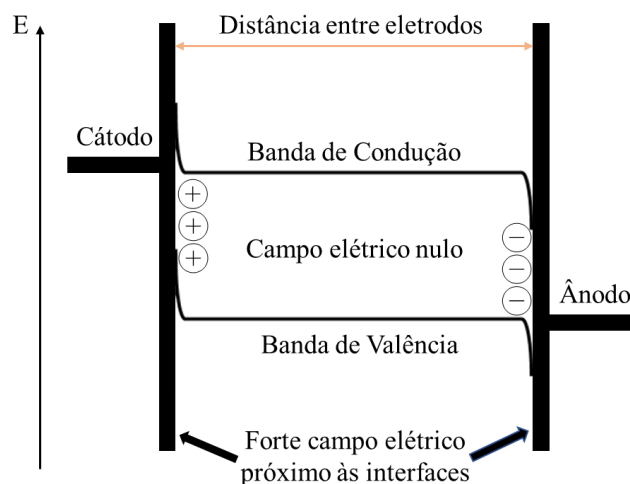 E
Distância entre eletrodos
Cátodo
Banda de Condução
+
+
+
Campo elétrico nulo
−
−
−
Ânodo
Banda de Valência
Forte campo elétrico
próximo às interfaces